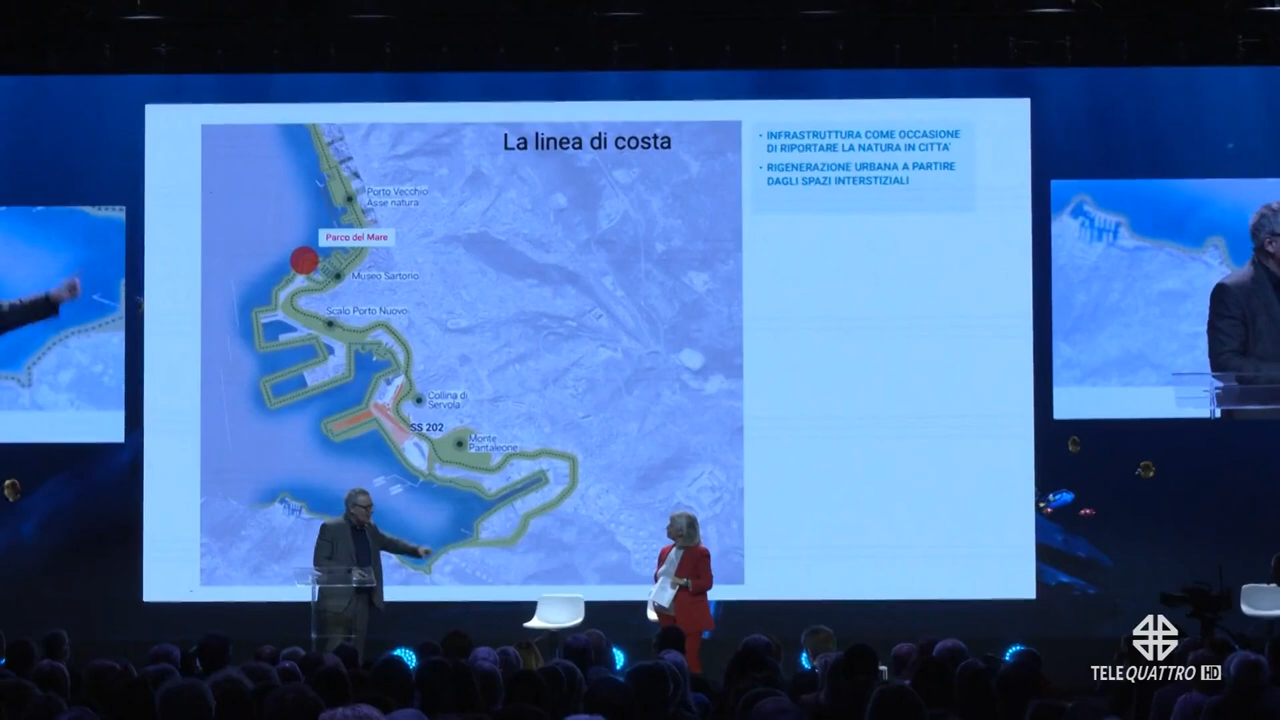 La linea di costa
• INFRASTRUTTURA COME OCCASIONE
DI RIPORTARE LA NATURA IN CITTA'
• RIGENERAZIONE URBANA A PARTIRE
DAGLI SPAZI INTERSTIZIALI
Porto Vecchio
Asse natura
Parco del Mare
Museo Sartorio
Scalo Porto Nuovo
Collina di
Servola
SS 202
Monte
Pantaleone
TELEQUATTRO HD